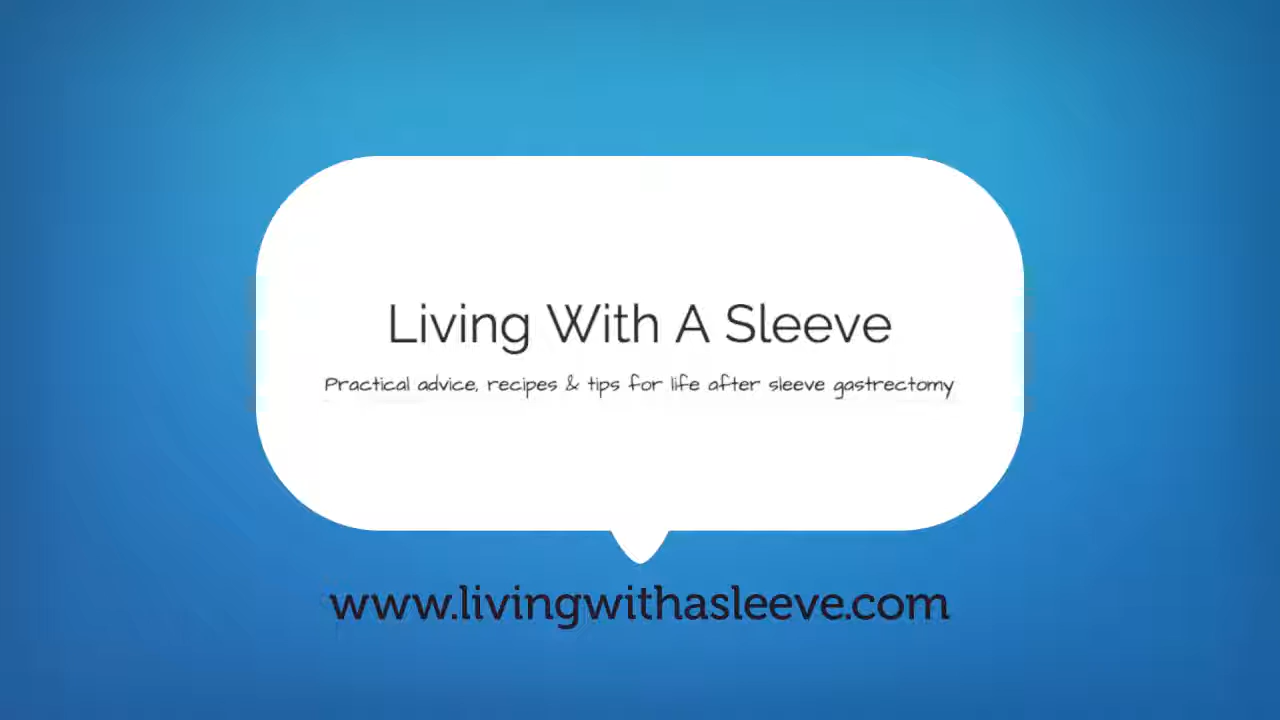 Living With A Sleeve
Practical advice, recipes & tips for life after sleeve gastrectomy
www.livingwithasleeve.com